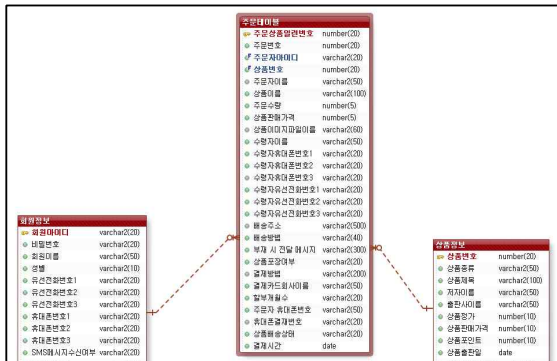 주문테이블
주문상품일련번호 number(20)
주문번호 number(20)
주문자아이디 varchar2(20)
상품번호 number(20)
주문자이름 varchar2(50)
상품이름 varchar2(100)
주문수량 number(5)
상품판매가격 number(5)
상품이미지파일이름 varchar2(60)
수령자이름 varchar2(50)
수령자휴대폰번호1 varchar2(20)
수령자휴대폰번호2 varchar2(20)
수령자휴대폰번호3 varchar2(20)
수령자유선전화번호1 varchar2(20)
수령자유선전화번호2 varchar2(20)
수령자유선전화번호3 varchar2(20)
배송주소 varchar2(500)
배송방법 varchar2(40)
부재 시 전달 메시지 varchar2(300)
상품포장여부 varchar2(20)
결제방법 varchar2(200)
결제카드회사이름 varchar2(50)
할부개월수 varchar2(20)
주문자 휴대폰번호 varchar2(50)
휴대폰결제번호 varchar2(20)
상품배송상태 varchar2(20)
결제시간 date
회원정보
회원아이디 varchar2(20)
비밀번호 varchar2(20)
회원이름 varchar2(50)
성별 varchar2(10)
유선전화번호1 varchar2(20)
유선전화번호2 varchar2(20)
유선전화번호3 varchar2(20)
휴대폰번호1 varchar2(20)
휴대폰번호2 varchar2(20)
휴대폰번호3 varchar2(20)
SMS메시지수신여부 varchar2(20)
상품정보
상품번호 number(20)
상품종류 varchar2(50)
상품제목 varchar2(100)
저자이름 varchar2(50)
출판사이름 varchar2(50)
상품정가 number(10)
상품판매가격 number(10)
상품포인트 number(10)
상품출판일 date